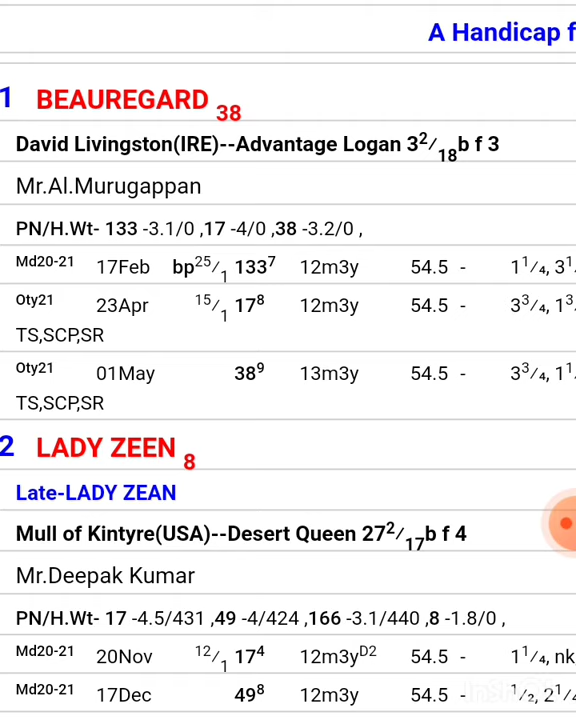 A Handicap f
1 BEAUREGARD 38
David Livingston(IRE)--Advantage Logan 3²/₁₈b f 3
Mr.Al.Murugappan
PN/H.Wt- 133 -3.1/0 ,17 -4/0 ,38 -3.2/0 ,
Md20-21 17Feb bp²⁵/₁ 133⁷ 12m3y 54.5 - 1¹/₄, 3¹
Oty21 23Apr ¹⁵/₁ 17⁸ 12m3y 54.5 - 3³/₄, 1³
TS,SCP,SR
Oty21 01May 38⁹ 13m3y 54.5 - 3³/₄, 1¹
TS,SCP,SR
2 LADY ZEEN 8
Late-LADY ZEAN
Mull of Kintyre(USA)--Desert Queen 27²/₁₇b f 4
Mr.Deepak Kumar
PN/H.Wt- 17 -4.5/431 ,49 -4/424 ,166 -3.1/440 ,8 -1.8/0 ,
Md20-21 20Nov ¹²/₁ 17⁴ 12m3yᴰ² 54.5 - 1¹/₄, nk
Md20-21 17Dec 49⁸ 12m3y 54.5 - ¹/₂, 2¹/₄